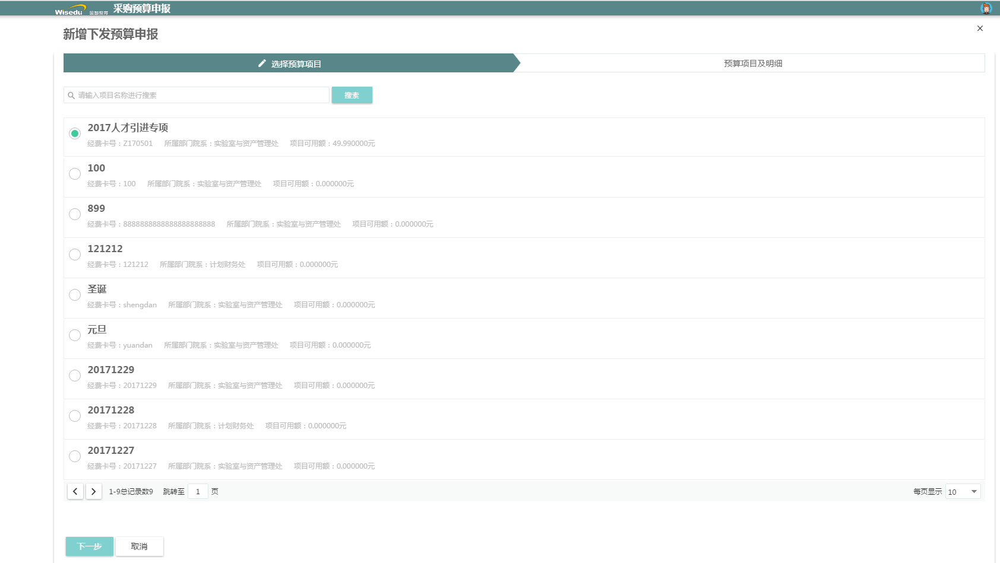 Wisedu 金智教育 采购预算申报
新增下发预算申报
选择预算项目 预算项目及明细
请输入项目名称进行搜索 搜索
2017人才引进专项
经费卡号：Z170501 所属部门院系：实验室与资产管理处 项目可用额：49.990000元
100
经费卡号：100 所属部门院系：实验室与资产管理处 项目可用额：0.000000元
899
经费卡号：8888888888888888888888 所属部门院系：实验室与资产管理处 项目可用额：0.000000元
121212
经费卡号：121212 所属部门院系：计划财务处 项目可用额：0.000000元
圣诞
经费卡号：shengdan 所属部门院系：实验室与资产管理处 项目可用额：0.000000元
元旦
经费卡号：yuandan 所属部门院系：实验室与资产管理处 项目可用额：0.000000元
20171229
经费卡号：20171229 所属部门院系：实验室与资产管理处 项目可用额：0.000000元
20171228
经费卡号：20171228 所属部门院系：计划财务处 项目可用额：0.000000元
20171227
经费卡号：20171227 所属部门院系：实验室与资产管理处 项目可用额：0.000000元
1-9总记录数9 跳转至 1 页 每页显示 10
下一步 取消